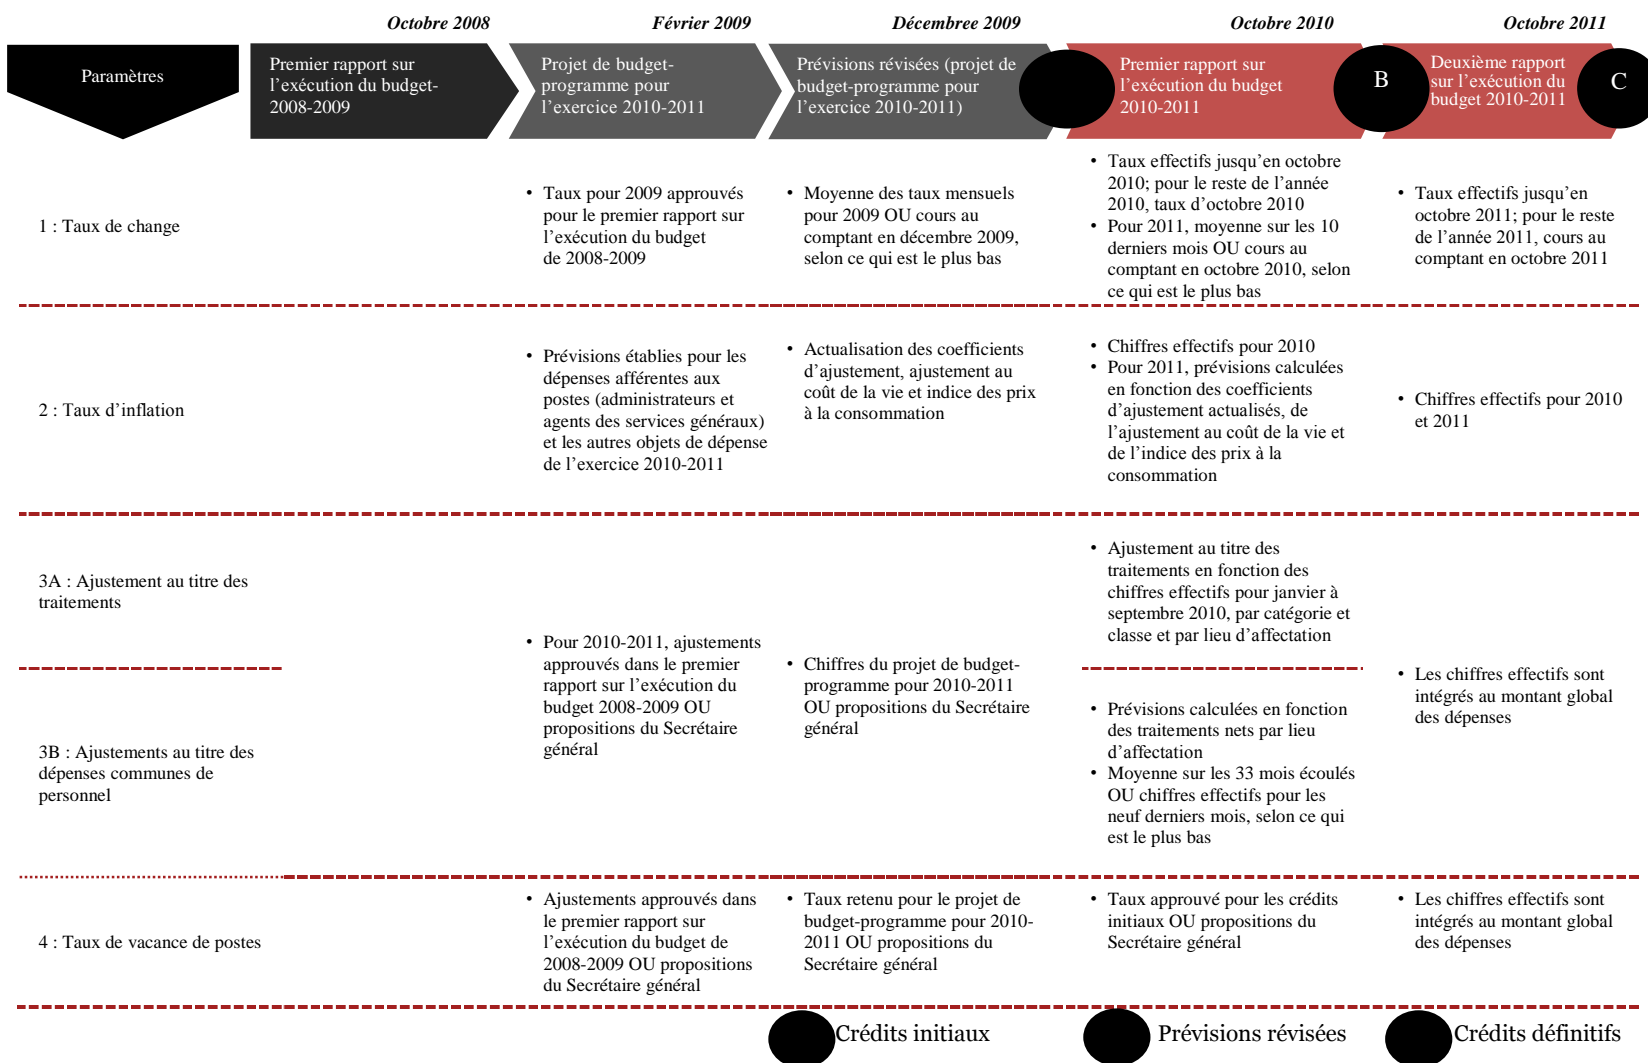 Octobre 2008
Février 2009
Décembree 2009
Octobre 2010
Octobre 2011
Paramètres
Premier rapport sur
l’exécution du budget-
2008-2009
Projet de budget-
programme pour
l’exercice 2010-2011
Prévisions révisées (projet de
budget-programme pour
l’exercice 2010-2011)
Premier rapport sur
l’exécution du budget
2010-2011
B
Deuxième rapport
sur l’exécution du
budget 2010-2011
C
1 : Taux de change
• Taux pour 2009 approuvés
pour le premier rapport sur
l’exécution du budget
de 2008-2009
• Moyenne des taux mensuels
pour 2009 OU cours au
comptant en décembre 2009,
selon ce qui est le plus bas
• Taux effectifs jusqu’en octobre
2010; pour le reste de l’année
2010, taux d’octobre 2010
• Pour 2011, moyenne sur les 10
derniers mois OU cours au
comptant en octobre 2010, selon
ce qui est le plus bas
• Taux effectifs jusqu’en
octobre 2011; pour le reste
de l’année 2011, cours au
comptant en octobre 2011
2 : Taux d’inflation
• Prévisions établies pour les
dépenses afférentes aux
postes (administrateurs et
agents des services généraux)
et les autres objets de dépense
de l’exercice 2010-2011
• Actualisation des coefficients
d’ajustement, ajustement au
coût de la vie et indice des prix
à la consommation
• Chiffres effectifs pour 2010
• Pour 2011, prévisions calculées
en fonction des coefficients
d’ajustement actualisés, de
l’ajustement au coût de la vie et
de l’indice des prix à la
consommation
• Chiffres effectifs pour 2010
et 2011
3A : Ajustement au titre des
traitements
3B : Ajustements au titre des
dépenses communes de
personnel
• Pour 2010-2011, ajustements
approuvés dans le premier
rapport sur l’exécution du
budget 2008-2009 OU
propositions du Secrétaire
général
• Chiffres du projet de budget-
programme pour 2010-2011
OU propositions du Secrétaire
général
• Ajustement au titre des
traitements en fonction des
chiffres effectifs pour janvier à
septembre 2010, par catégorie et
classe et par lieu d’affectation
• Prévisions calculées en fonction
des traitements nets par lieu
d’affectation
• Moyenne sur les 33 mois écoulés
OU chiffres effectifs pour les
neuf derniers mois, selon ce qui
est le plus bas
• Les chiffres effectifs sont
intégrés au montant global
des dépenses
4 : Taux de vacance de postes
• Ajustements approuvés dans
le premier rapport sur
l’exécution du budget de
2008-2009 OU propositions
du Secrétaire général
• Taux retenu pour le projet de
budget-programme pour 2010-
2011 OU propositions du
Secrétaire général
• Taux approuvé pour les crédits
initiaux OU propositions du
Secrétaire général
• Les chiffres effectifs sont
intégrés au montant global
des dépenses
Crédits initiaux
Prévisions révisées
Crédits définitifs